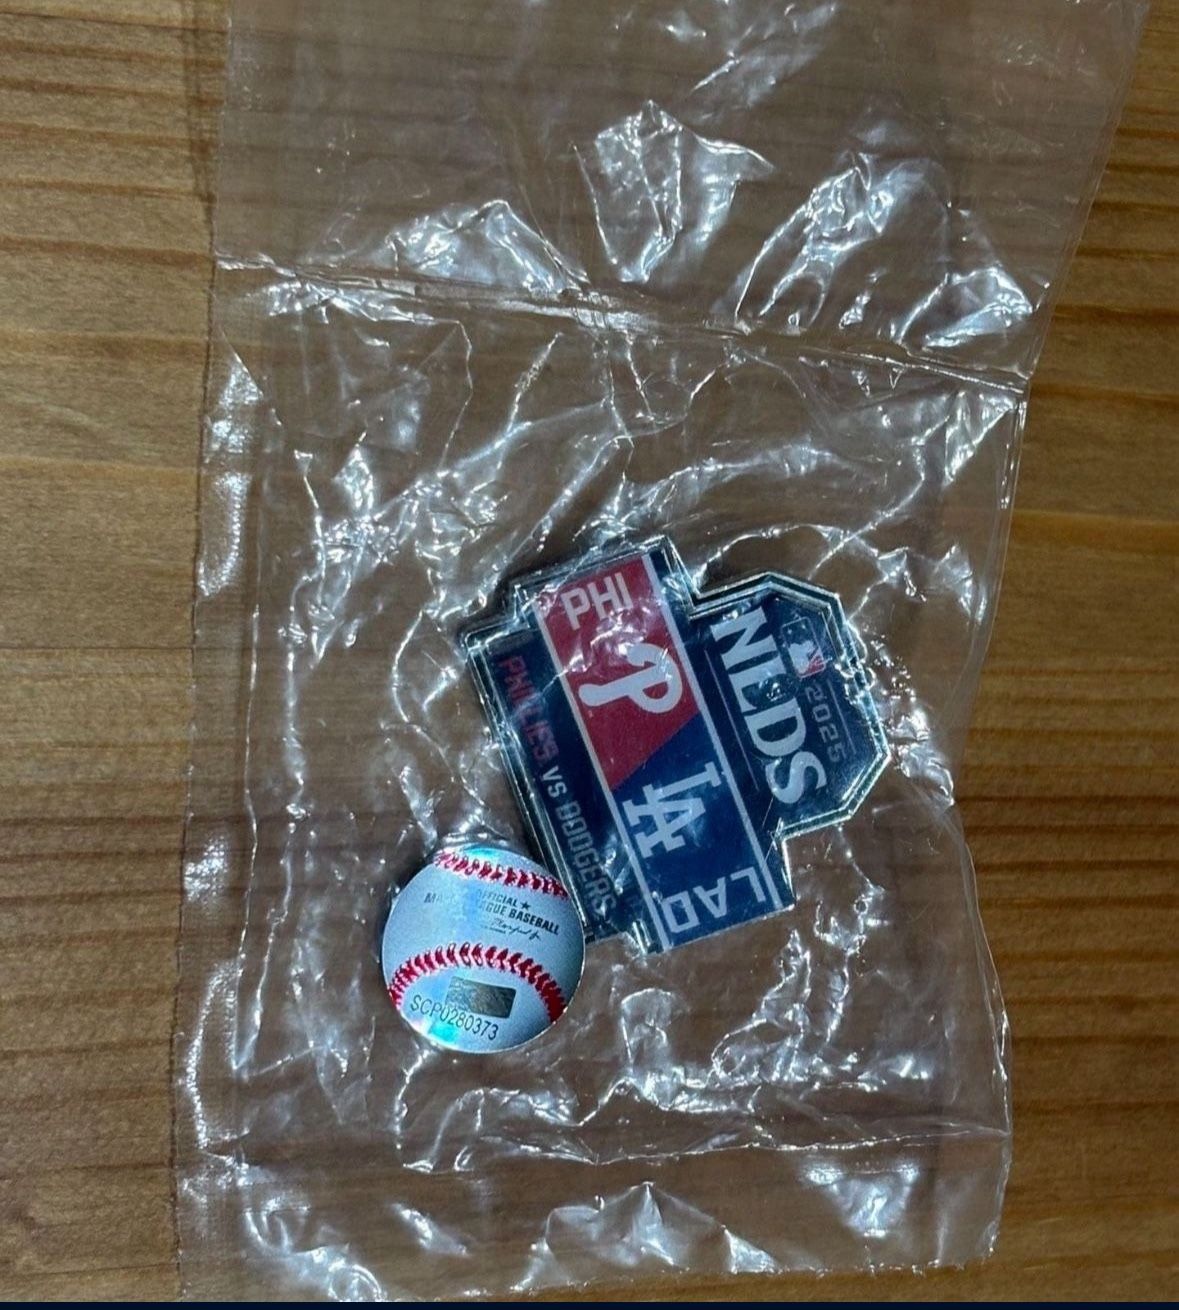 2025
NLDS
PHI
P
LA
LAD
PHILLIES VS DODGERS
OFFICIAL
LEAGUE BASEBALL
SCP0280373